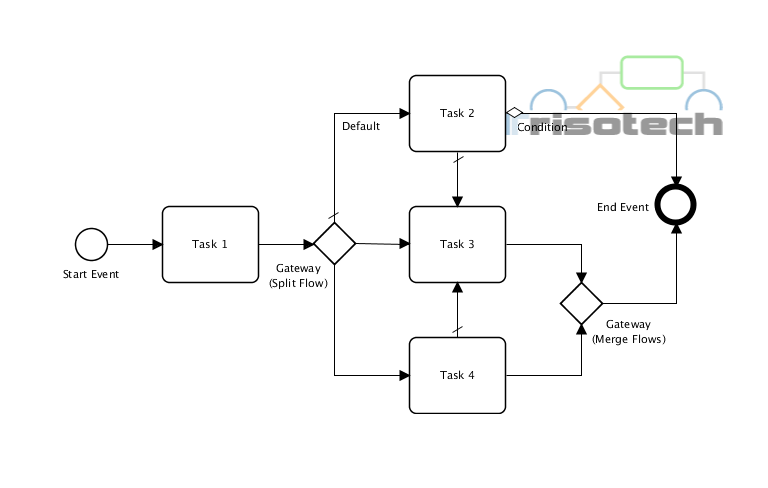 Task 2
Default
Condition
risotech
End Event
Task 1
Task 3
Start Event
Gateway
(Split Flow)
Gateway
(Merge Flows)
Task 4